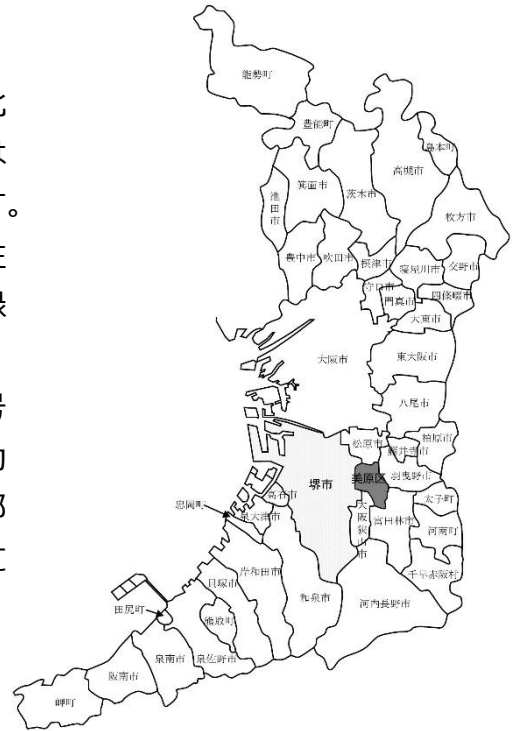 能勢町
豊能町
島本町
高槻市
箕面市
茨木市
池田市
枚方市
豊中市
吹田市
摂津市
寝屋川市
交野市
守口市
門真市
四條畷市
大東市
大阪市
東大阪市
八尾市
松原市
柏原市
藤井寺市
堺市
美原区
羽曳野市
高石市
太子町
忠岡町
泉大津市
大阪狭山市
富田林市
河南町
岸和田市
千早赤阪村
貝塚市
和泉市
河内長野市
田尻町
熊取町
泉南市
泉佐野市
阪南市
岬町